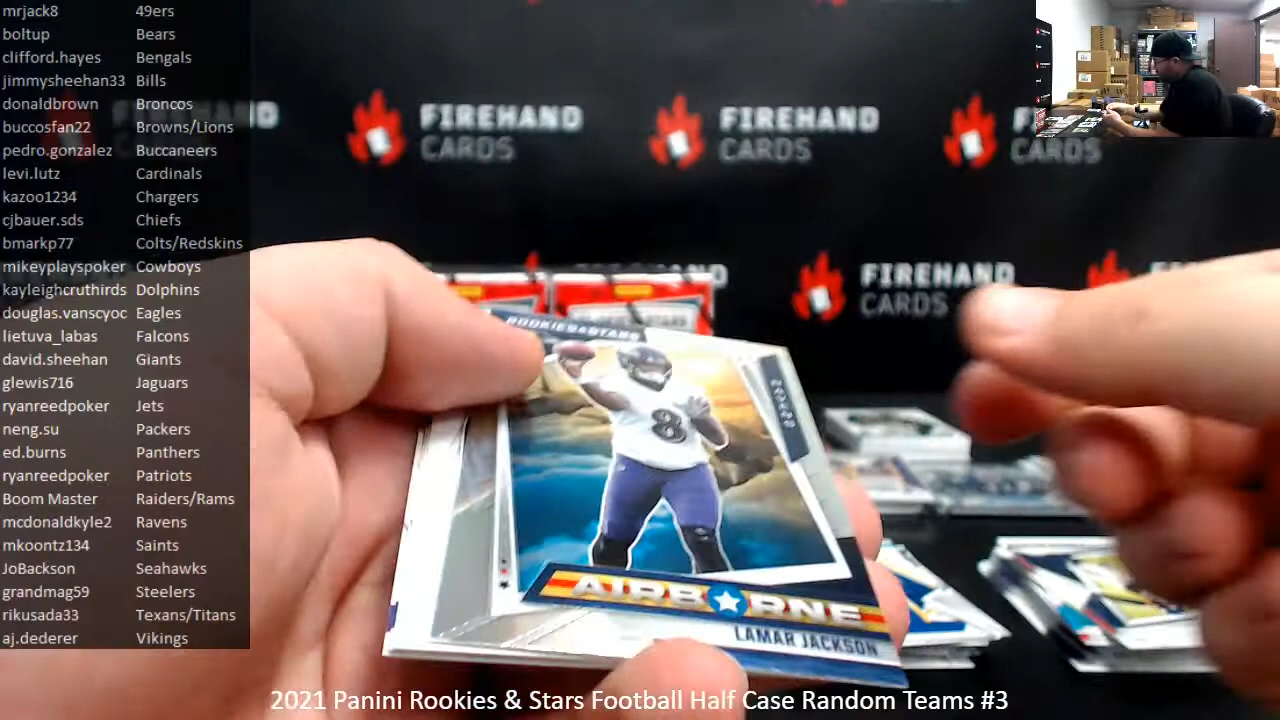 mrjack8 49ers
boltup Bears
clifford.hayes Bengals
jimmysheehan33 Bills
donaldbrown Broncos
buccosfan22 Browns/Lions
pedro.gonzalez Buccaneers
levi.lutz Cardinals
kazoo1234 Chargers
cjbauer.sds Chiefs
bmarkp77 Colts/Redskins
mikeyplayspoker Cowboys
kayleighcruthirds Dolphins
douglas.vanscyoc Eagles
lietuva_labas Falcons
david.sheehan Giants
glewis716 Jaguars
ryanreedpoker Jets
neng.su Packers
ed.burns Panthers
ryanreedpoker Patriots
Boom Master Raiders/Rams
mcdonaldkyle2 Ravens
mkoontz134 Saints
JoBackson Seahawks
grandmag59 Steelers
rikusada33 Texans/Titans
aj.dederer Vikings
FIREHAND
CARDS
FIREHAND
CARDS
CARDS
FIREHAND
CARDS
ROOKIES & STARS
RAVENS
8
AIRBORNE
LAMAR JACKSON
2021 Panini Rookies & Stars Football Half Case Random Teams #3